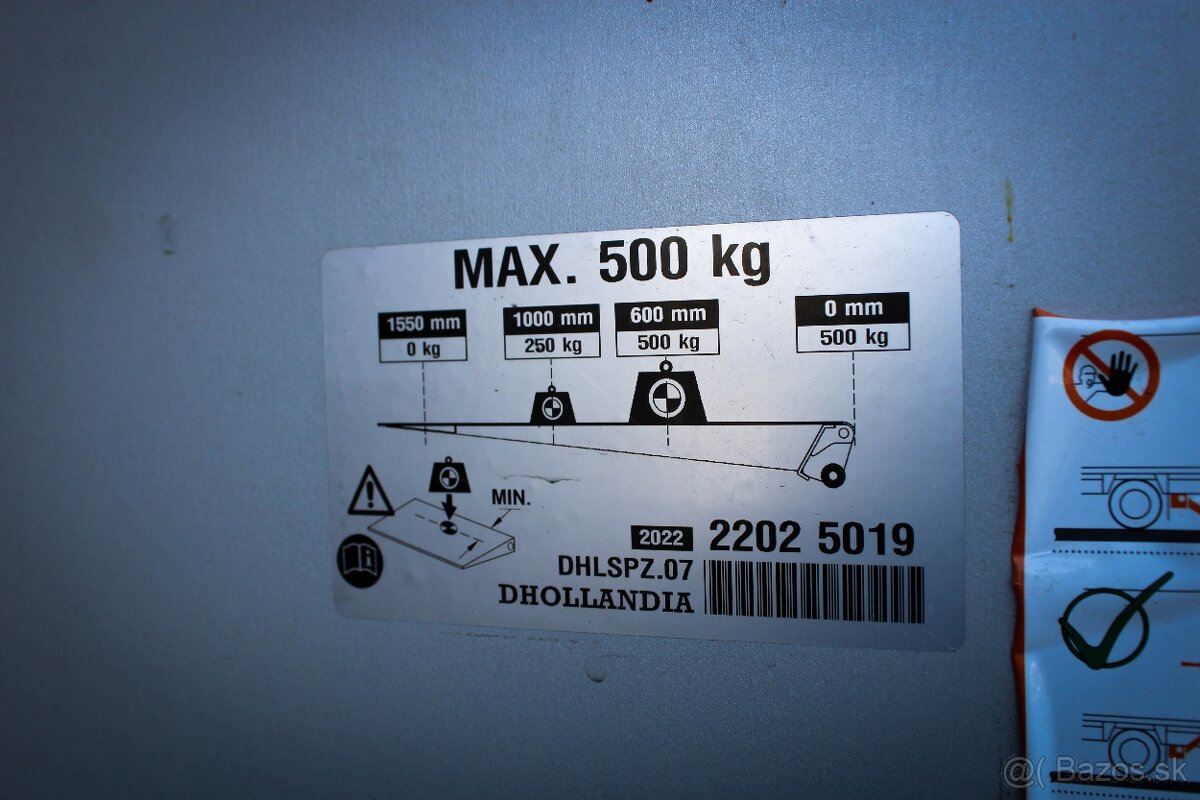 MAX. 500 kg
1550 mm
0 kg
1000 mm
250 kg
600 mm
500 kg
0 mm
500 kg
MIN.
2022 2202 5019
DHLSPZ.07
DHOLLANDIA
@( Bazos.sk